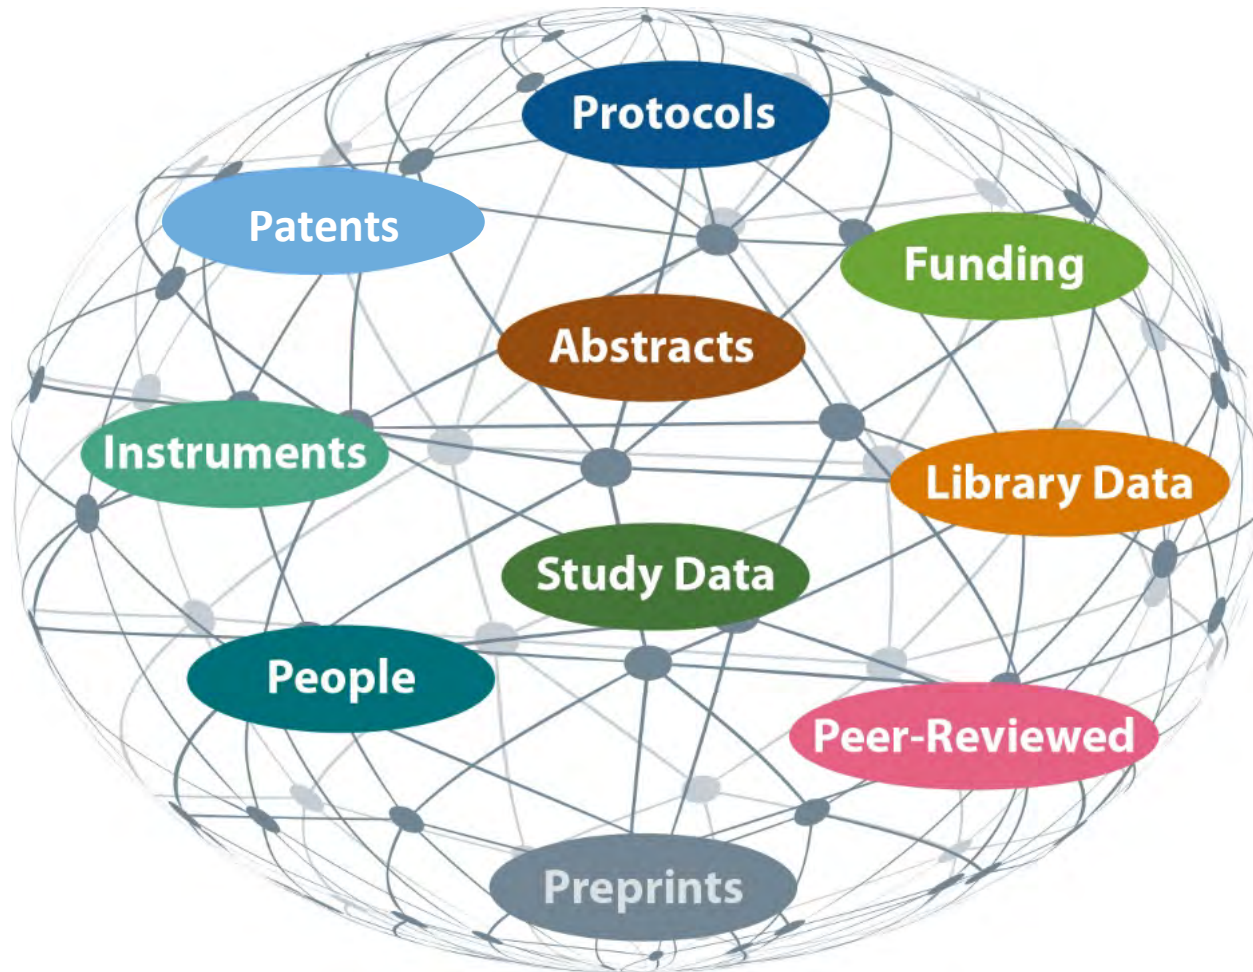 Protocols
Patents
Funding
Abstracts
Instruments
Library Data
Study Data
People
Peer-Reviewed
Preprints